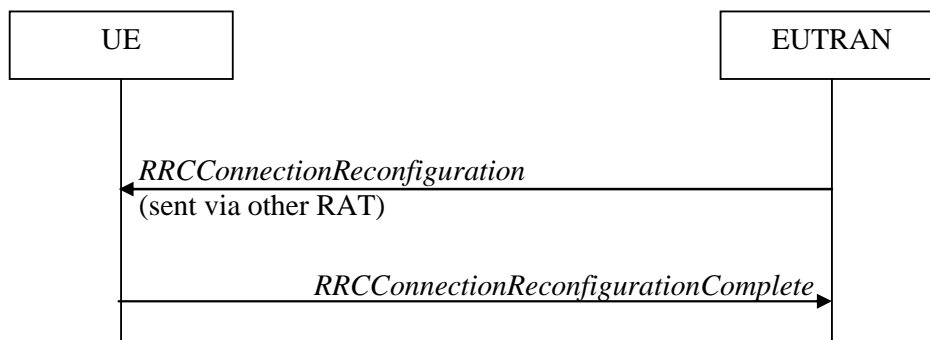 UE
EUTRAN
RRCConnectionReconfiguration
(sent via other RAT)
RRCConnectionReconfigurationComplete